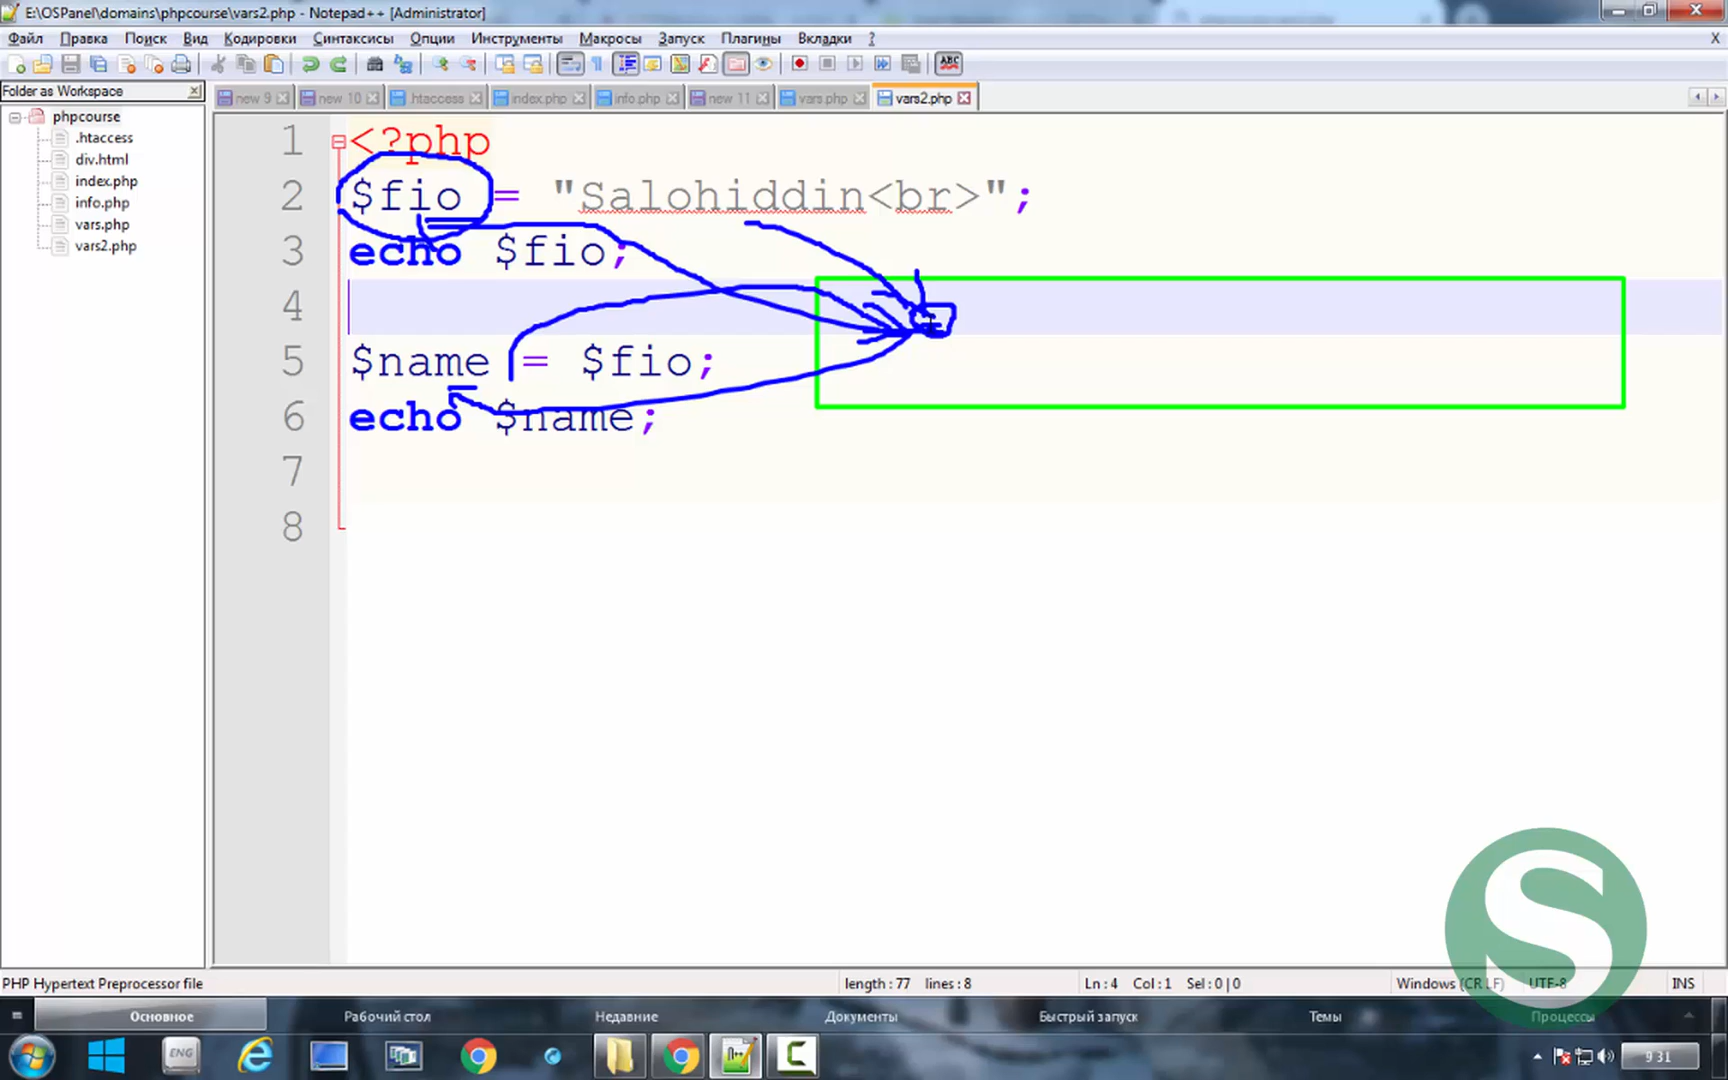 E:\OSPanel\domains\phpcourse\vars2.php - Notepad++ [Administrator]
Файл Правка Поиск Вид Кодировки Синтаксисы Опции Инструменты Макросы Запуск Плагины Вкладки ? X
ABC
Folder as Workspace
new 9 new 10 .htaccess index.php info.php new 11 vars.php vars2.php
phpcourse
.htaccess
div.html
index.php
info.php
vars.php
vars2.php
1 <?php
2 $fio = "Salohiddin<br>";
3 echo $fio;
4
5 $name = $fio;
6 echo $name;
7
8
S
PHP Hypertext Preprocessor file length : 77 lines : 8 Ln : 4 Col : 1 Sel : 0 | 0 Windows (CR LF) UTF-8 INS
Основное Рабочий стол Недавние Документы Быстрый запуск Темы Процессы
ENG 9 31